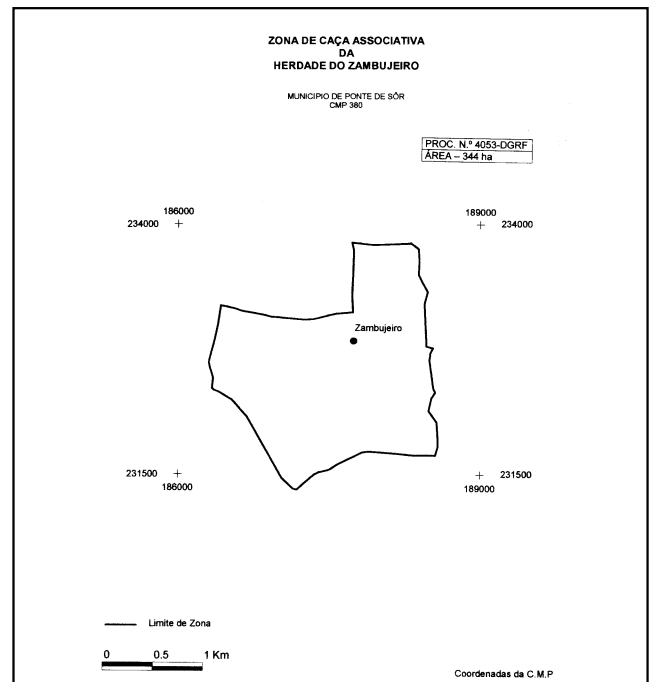 ZONA DE CAÇA ASSOCIATIVA
DA
HERDADE DO ZAMBUJEIRO
MUNICIPIO DE PONTE DE SÔR
CMP 380
PROC. N.º 4053-DGRF
ÁREA – 344 ha
186000
234000
189000
234000
Zambujeiro
231500
186000
231500
189000
Limite de Zona
0 0.5 1 Km
Coordenadas da C.M.P